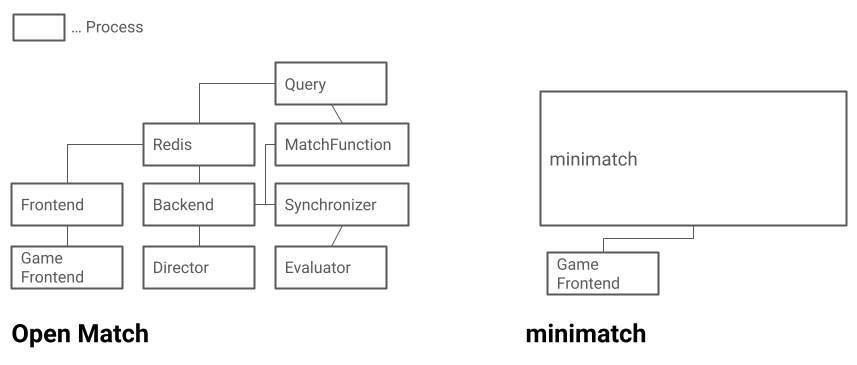 ... Process
Query
Redis
MatchFunction
Frontend
Backend
Synchronizer
Game
Frontend
Director
Evaluator
Open Match
minimatch
Game
Frontend
minimatch